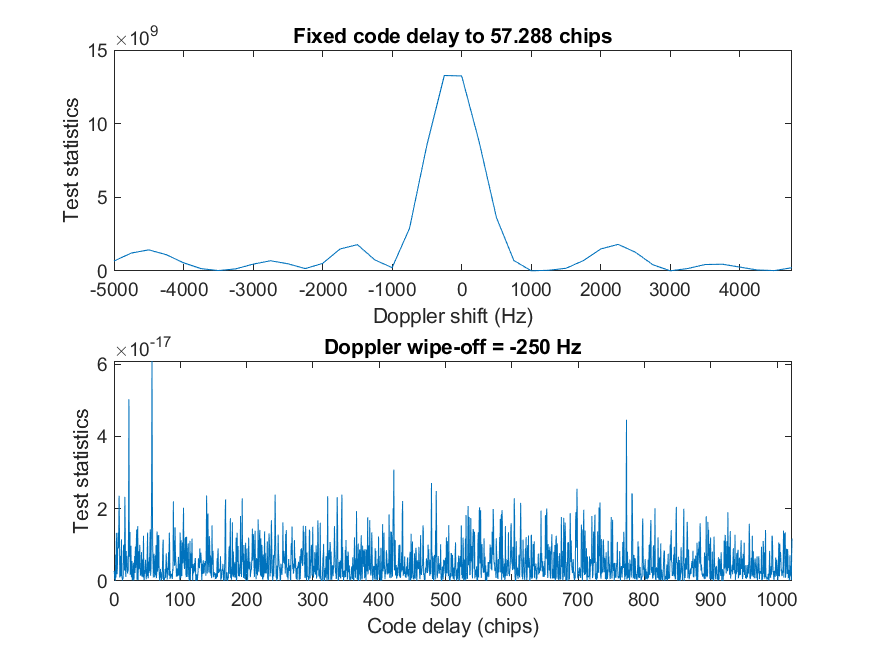 ×10^9
Fixed code delay to 57.288 chips
15
10
5
0
Test statistics
-5000 -4000 -3000 -2000 -1000 0 1000 2000 3000 4000
Doppler shift (Hz)
×10^-17
Doppler wipe-off = -250 Hz
6
4
2
0
Test statistics
0 100 200 300 400 500 600 700 800 900 1000
Code delay (chips)